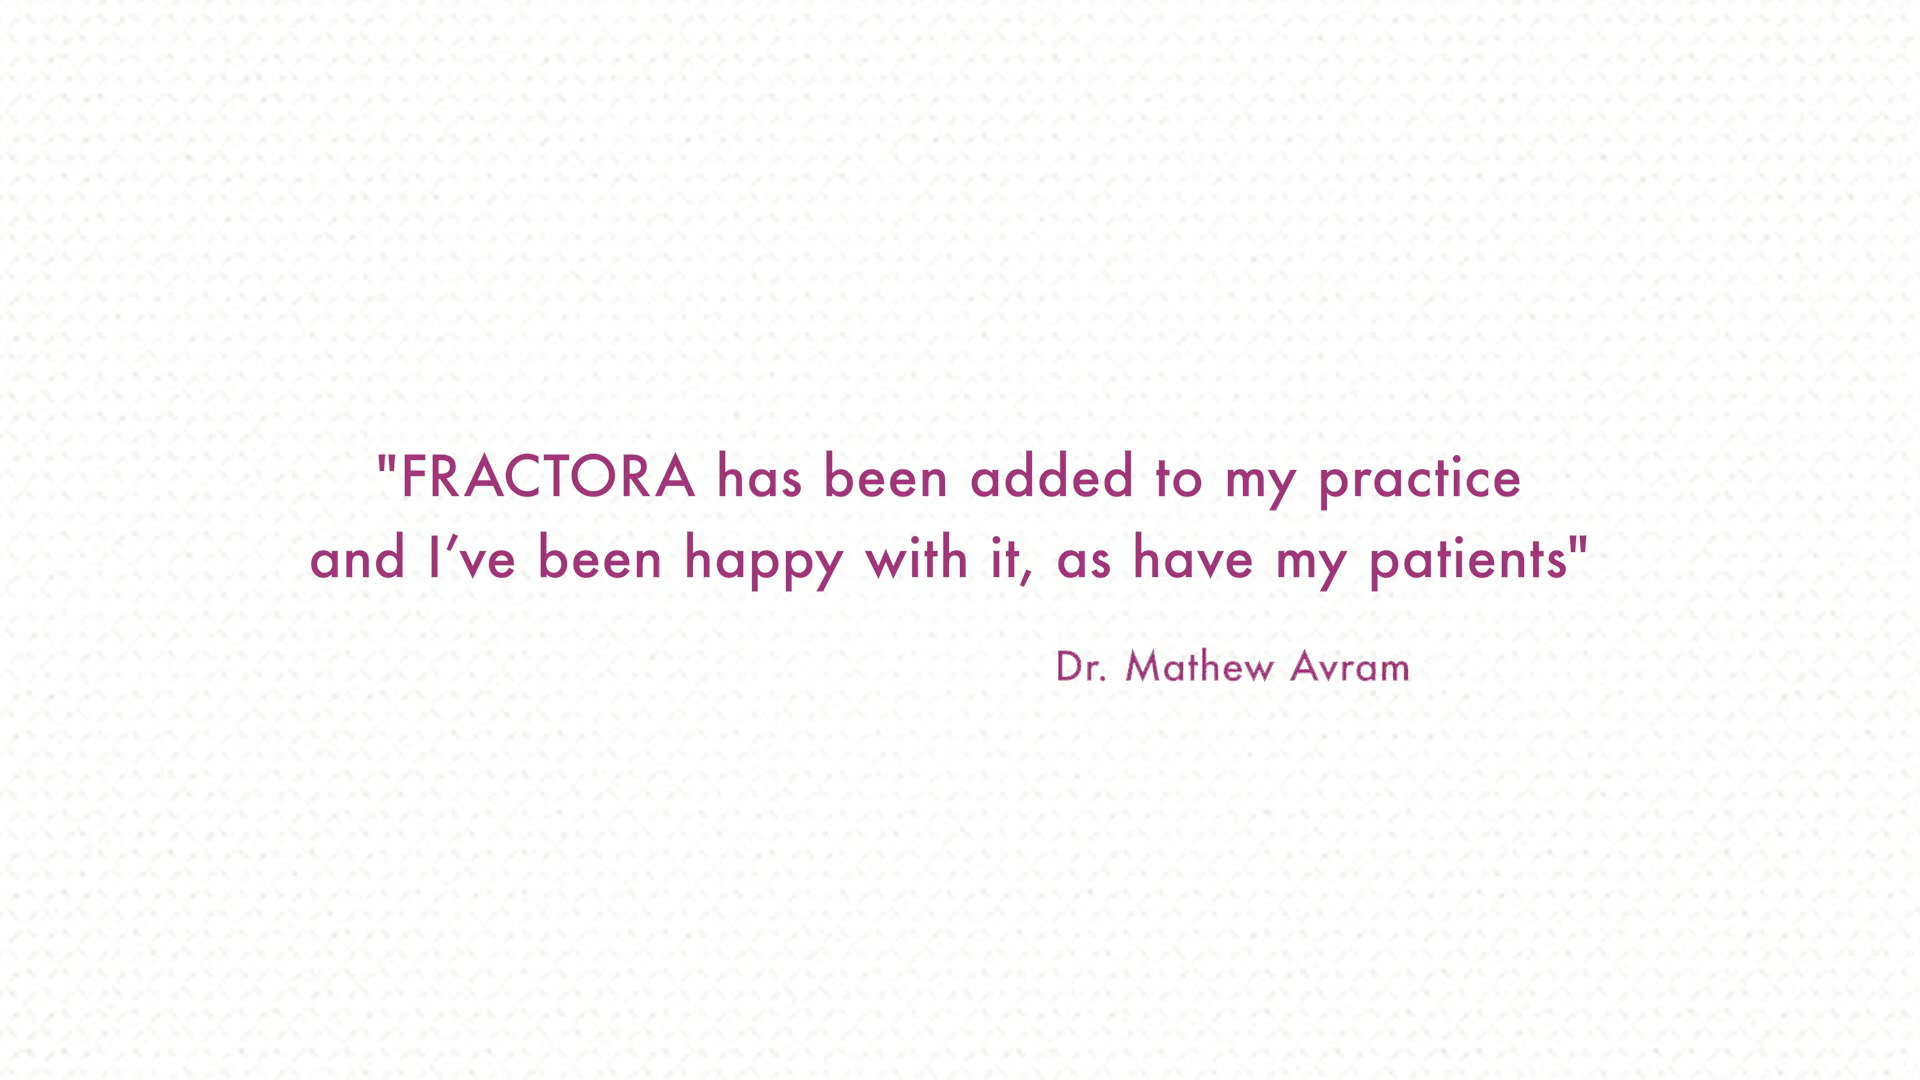 "FRACTORA has been added to my practice
and I’ve been happy with it, as have my patients"
Dr. Mathew Avram